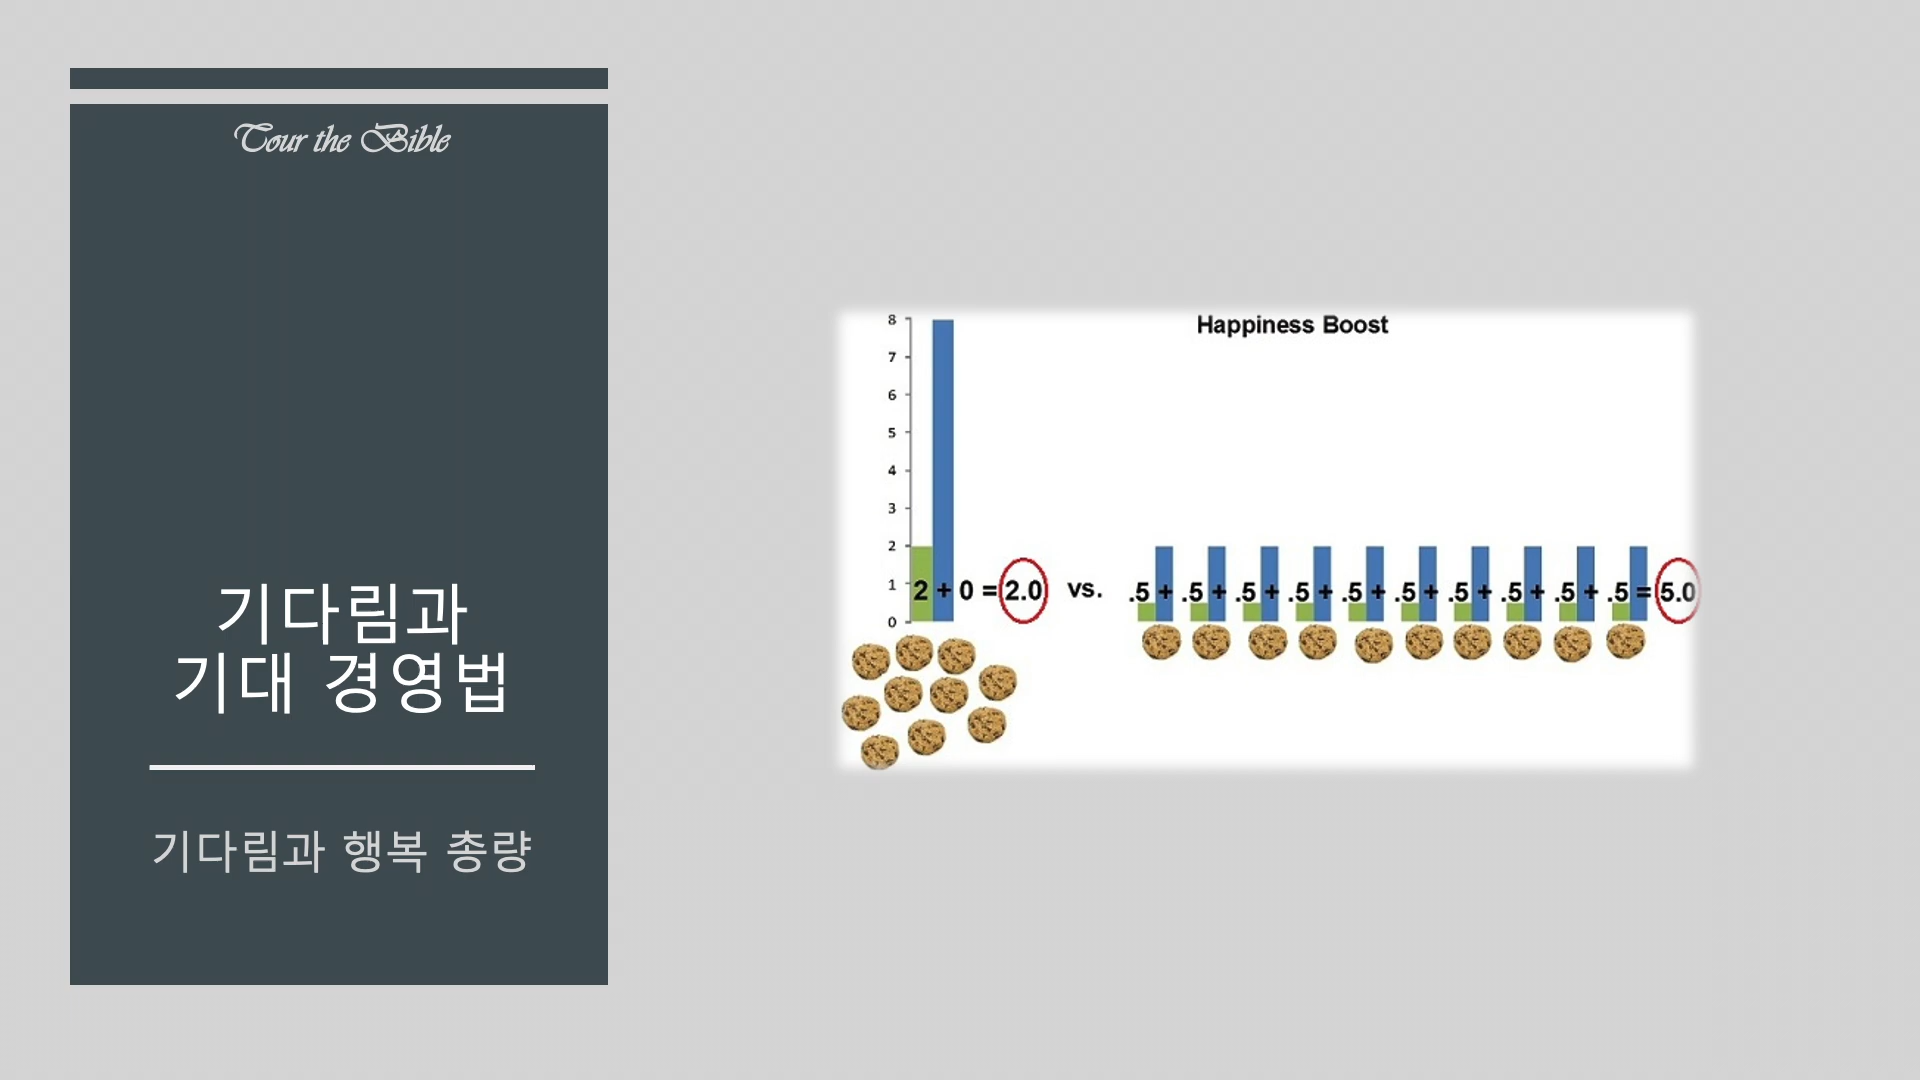 Tour the Bible
기다림과
기대 경영법
기다림과 행복 총량
Happiness Boost
8
7
6
5
4
3
2
1
0
2 + 0 = 2.0 vs. .5 + .5 + .5 + .5 + .5 + .5 + .5 + .5 + .5 + .5 = 5.0